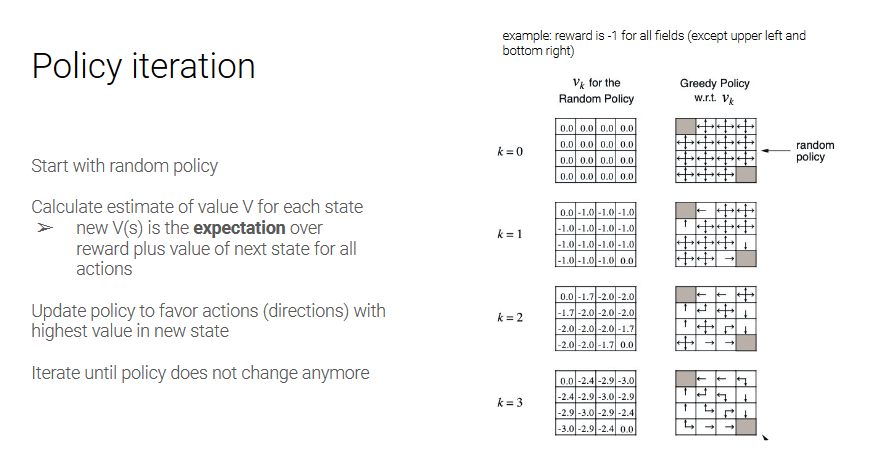 Policy iteration
Start with random policy
Calculate estimate of value V for each state
➢ new V(s) is the expectation over
reward plus value of next state for all
actions
Update policy to favor actions (directions) with
highest value in new state
Iterate until policy does not change anymore
example: reward is -1 for all fields (except upper left and
bottom right)
Vk for the
Random Policy
Greedy Policy
w.r.t. Vk
k = 0
0.0 0.0 0.0 0.0
0.0 0.0 0.0 0.0
0.0 0.0 0.0 0.0
0.0 0.0 0.0 0.0
random
policy
k = 1
0.0 -1.0 -1.0 -1.0
-1.0 -1.0 -1.0 -1.0
-1.0 -1.0 -1.0 -1.0
-1.0 -1.0 -1.0 0.0
k = 2
0.0 -1.7 -2.0 -2.0
-1.7 -2.0 -2.0 -2.0
-2.0 -2.0 -2.0 -1.7
-2.0 -2.0 -1.7 0.0
k = 3
0.0 -2.4 -2.9 -3.0
-2.4 -2.9 -3.0 -2.9
-2.9 -3.0 -2.9 -2.4
-3.0 -2.9 -2.4 0.0